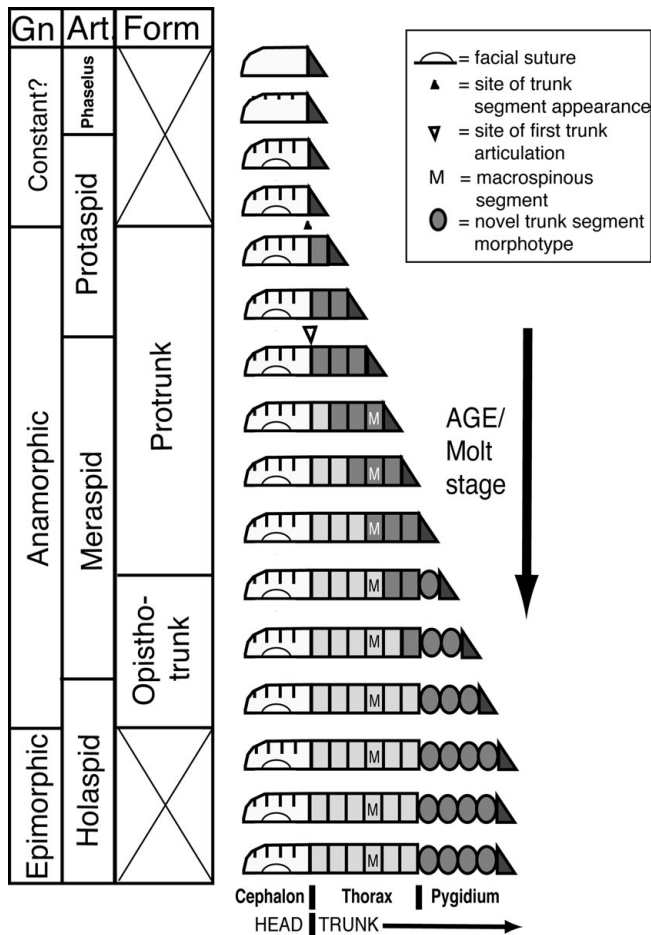 Gn Art. Form
Constant?
Phaselus
Protaspid
Anamorphic
Meraspid
Protrunk
Opistho-
trunk
Epimorphic
Holaspid
= facial suture
= site of trunk
segment appearance
= site of first trunk
articulation
M = macrospinous
segment
= novel trunk segment
morphotype
AGE/
Molt
stage
M
M
M
M
M
M
M
M
M
Cephalon Thorax Pygidium
HEAD TRUNK